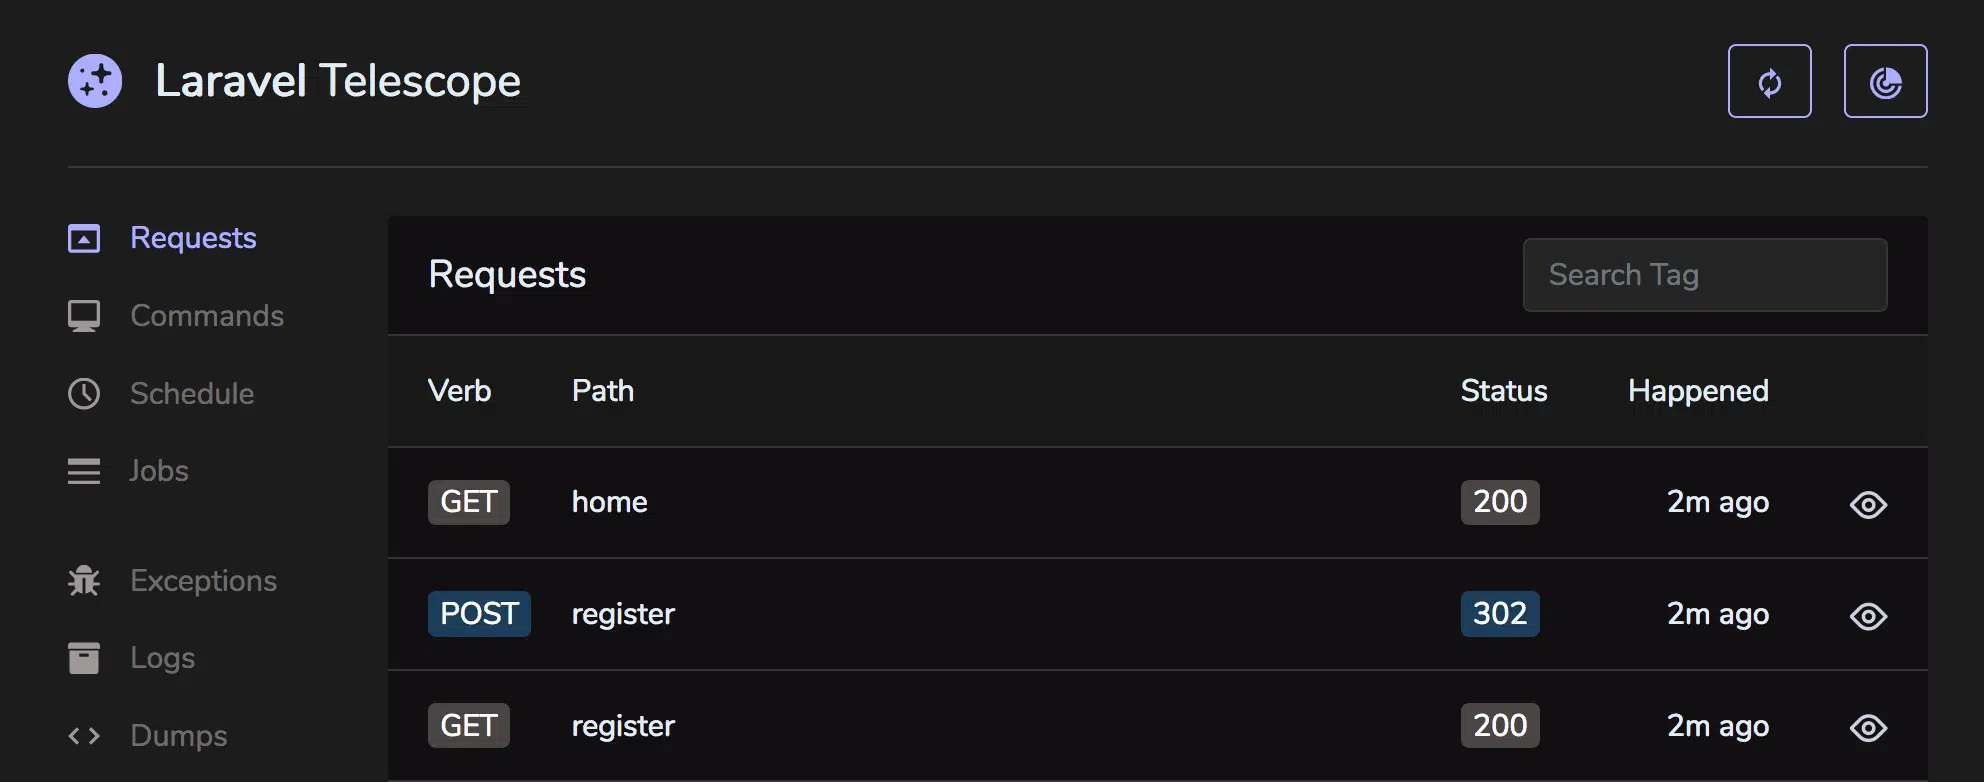 Laravel Telescope
Requests
Commands
Schedule
Jobs
Exceptions
Logs
Dumps
Requests
Search Tag
Verb Path Status Happened
GET home 200 2m ago
POST register 302 2m ago
GET register 200 2m ago